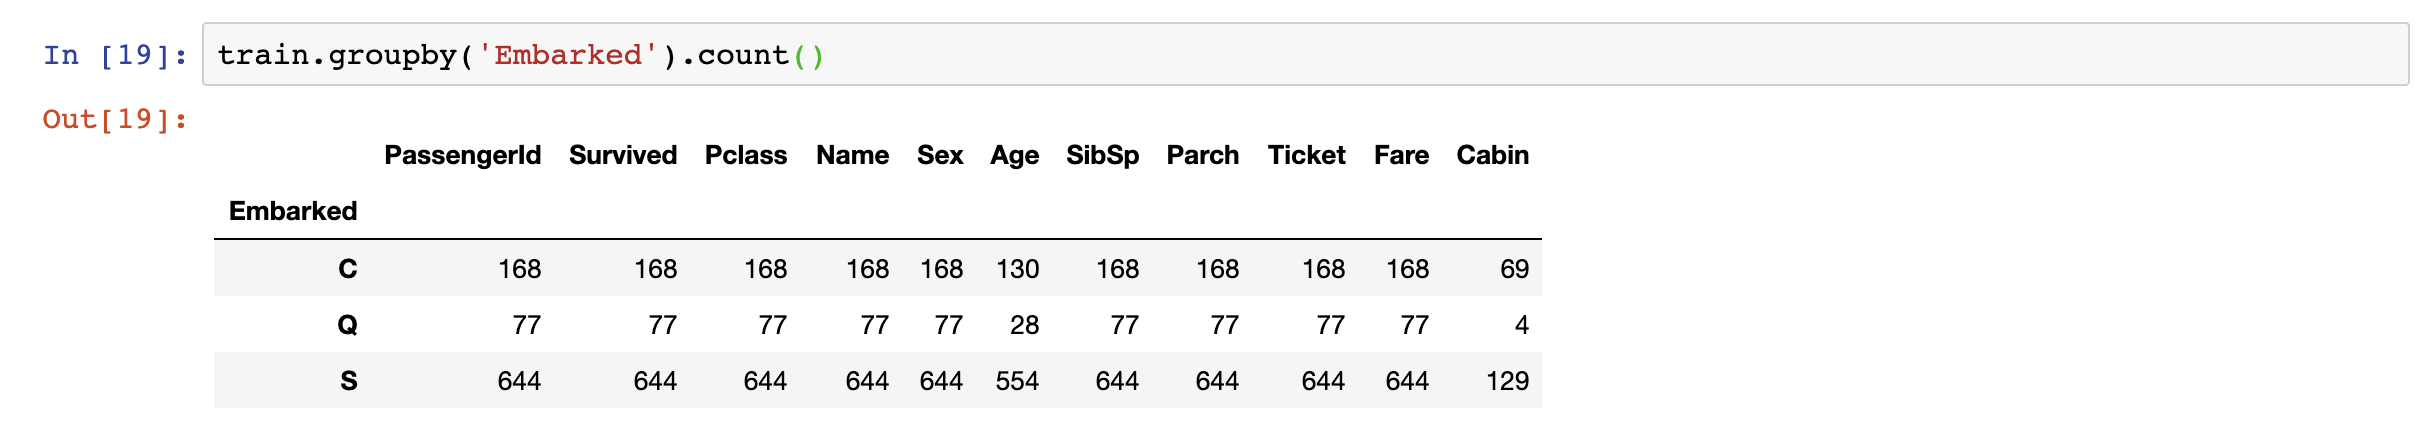 In [19]: train.groupby('Embarked').count()
Out[19]:
PassengerId Survived Pclass Name Sex Age SibSp Parch Ticket Fare Cabin
Embarked
C 168 168 168 168 168 130 168 168 168 168 69
Q 77 77 77 77 77 28 77 77 77 77 4
S 644 644 644 644 644 554 644 644 644 644 129